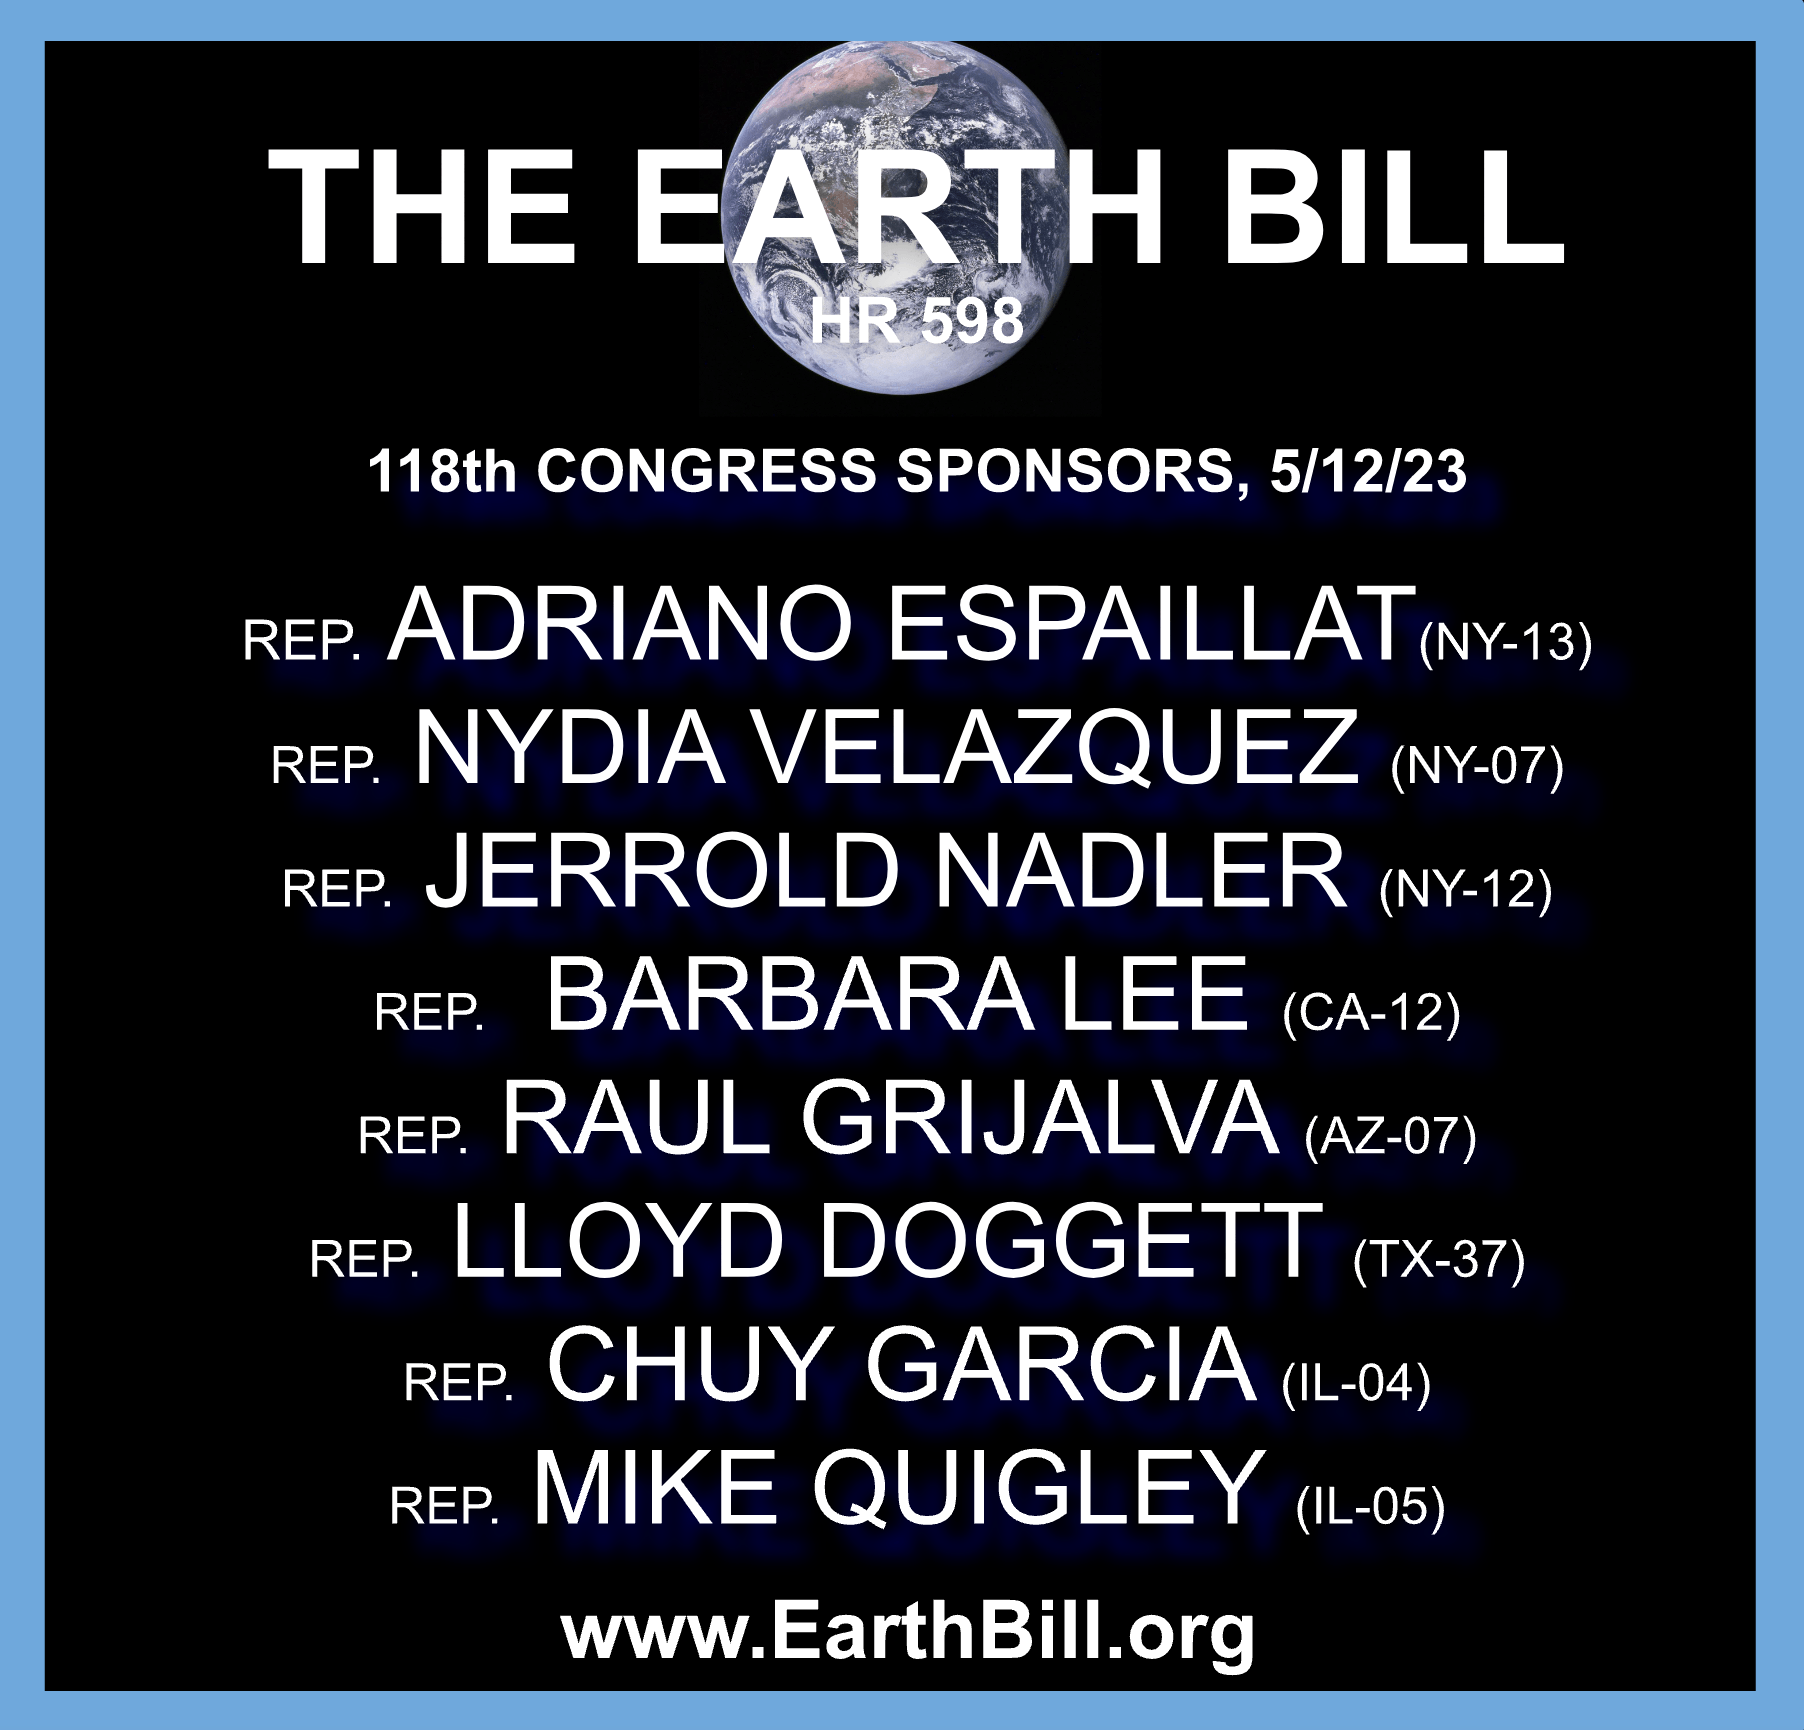 THE EARTH BILL
HR 598
118th CONGRESS SPONSORS, 5/12/23
REP. ADRIANO ESPAILLAT(NY-13)
REP. NYDIA VELAZQUEZ (NY-07)
REP. JERROLD NADLER (NY-12)
REP. BARBARA LEE (CA-12)
REP. RAUL GRIJALVA (AZ-07)
REP. LLOYD DOGGETT (TX-37)
REP. CHUY GARCIA (IL-04)
REP. MIKE QUIGLEY (IL-05)
www.EarthBill.org